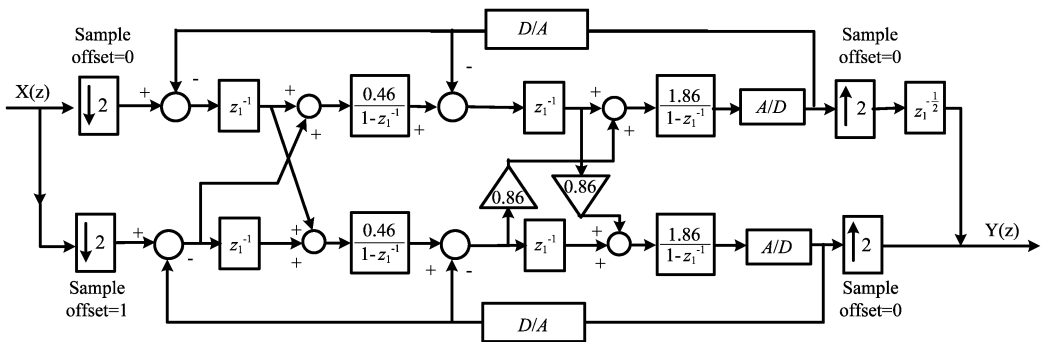 D/A
Sample
offset=0
Sample
offset=0
X(z)
↓ 2
+
-
z₁⁻¹
+
+
0.46
1-z₁⁻¹
+
-
z₁⁻¹
+
+
1.86
1-z₁⁻¹
A/D
↑ 2
z₁^(-1/2)
0.86
0.86
↓ 2
+
-
z₁⁻¹
+
+
0.46
1-z₁⁻¹
+
-
z₁⁻¹
+
+
1.86
1-z₁⁻¹
A/D
↑ 2
Y(z)
Sample
offset=1
Sample
offset=0
D/A